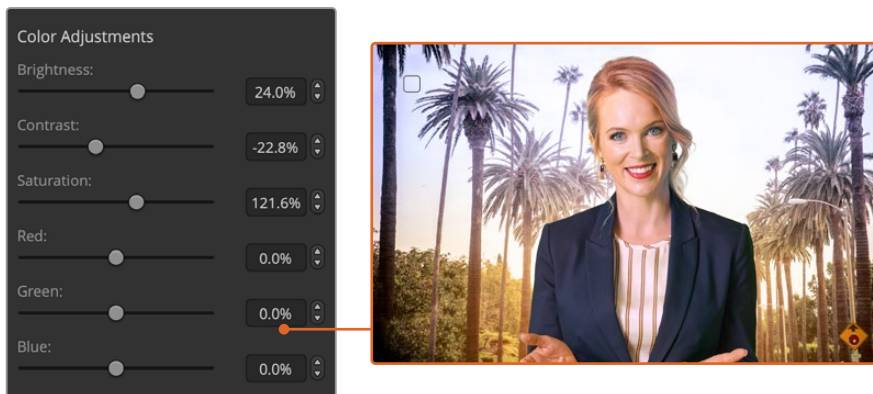 Color Adjustments
Brightness:
24.0%
Contrast:
-22.8%
Saturation:
121.6%
Red:
0.0%
Green:
0.0%
Blue:
0.0%